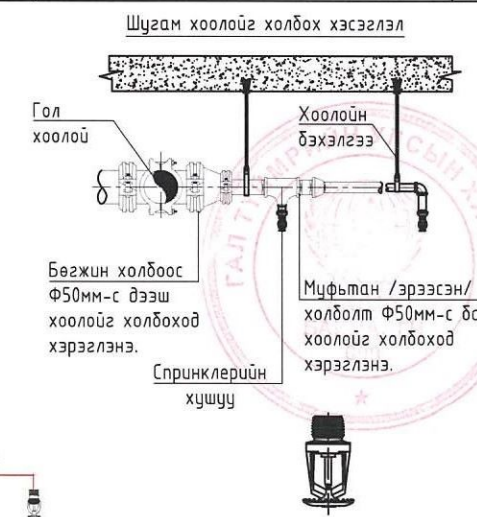 Шугам хоолойг холбох хэсэглэл
Гол
хоолой
Хоолойн
бэхэлгээ
Бөгжин холбоос
Ф50мм-с дээш
хоолойг холбоход
хэрэглэнэ.
Муфьтан /эрээсэн/
холболт Ф50мм-с
хоолойг холбоход
хэрэглэнэ.
Спринклерийн
хушуу